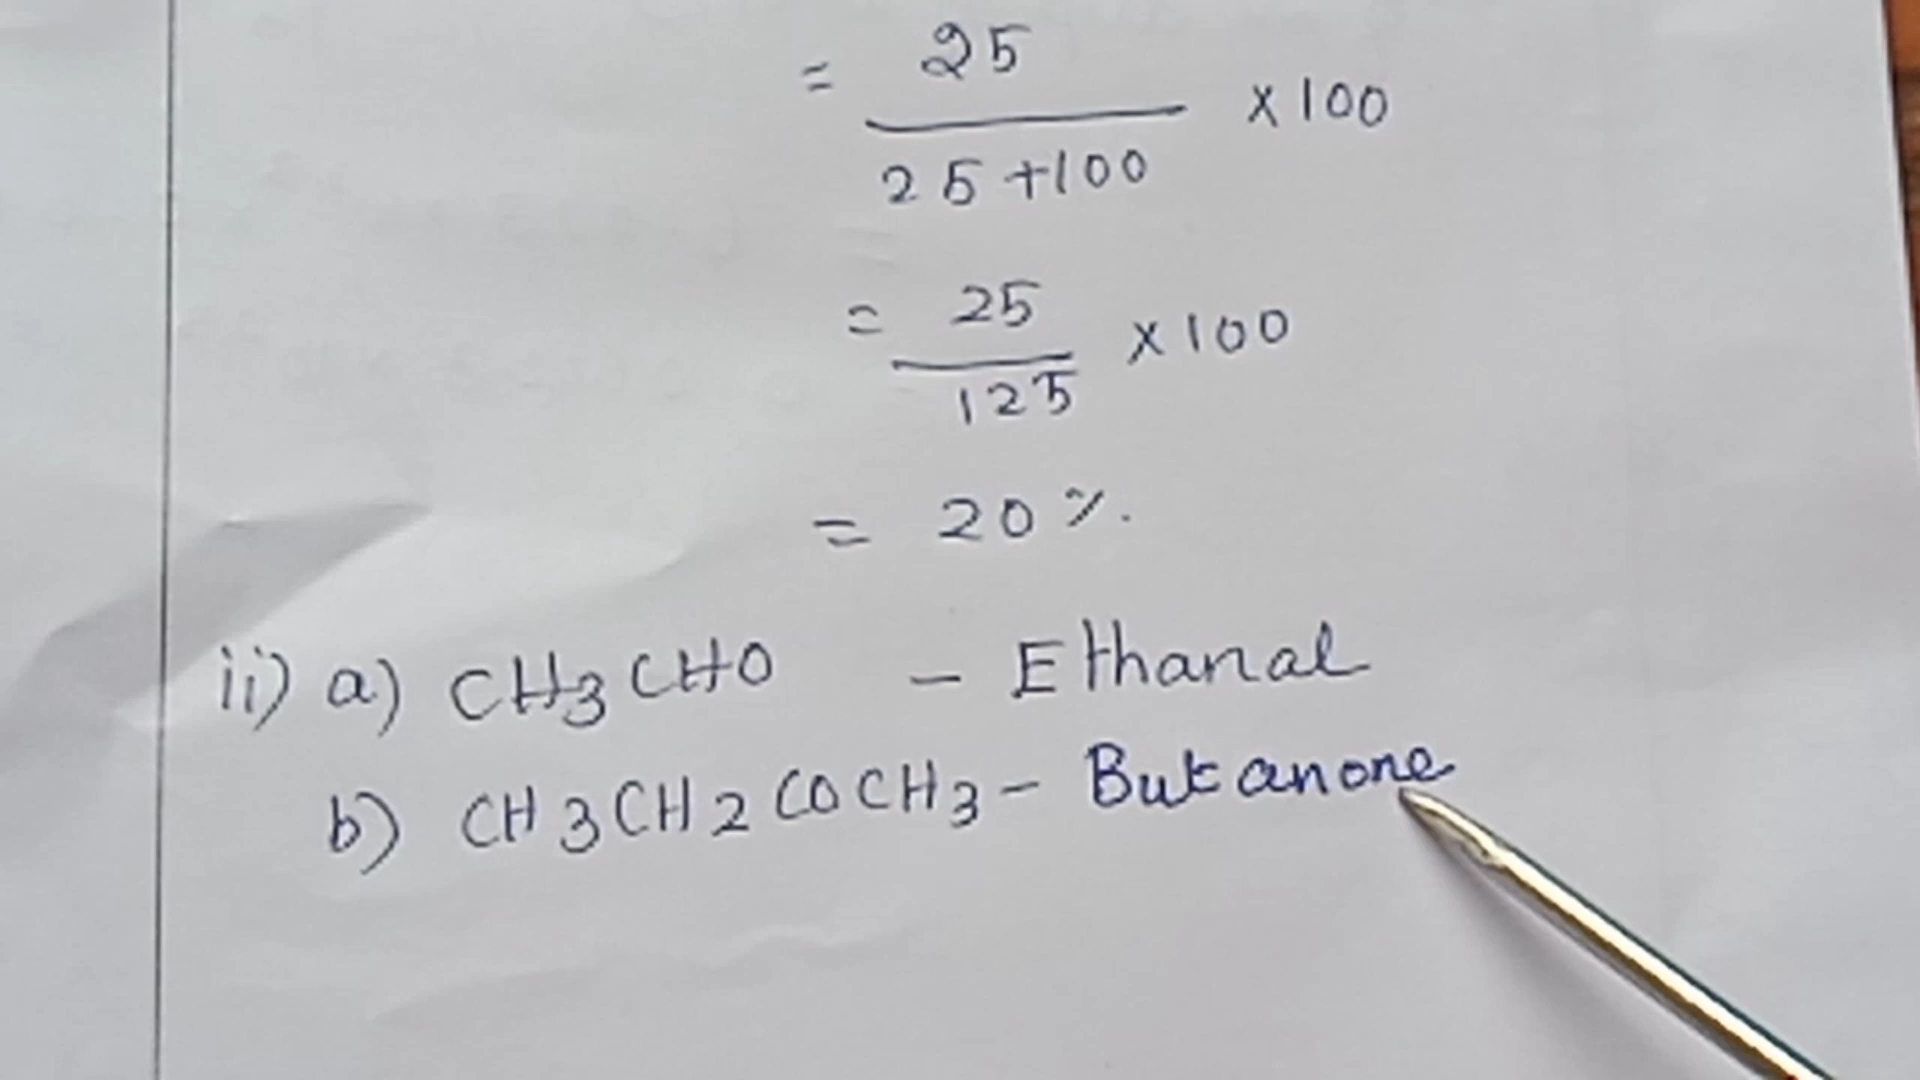 = 25
25+100 × 100
= 25
125 × 100
= 20 %.
ii) a) CH3CHO - Ethanal
b) CH3CH2COCH3 - Butanone